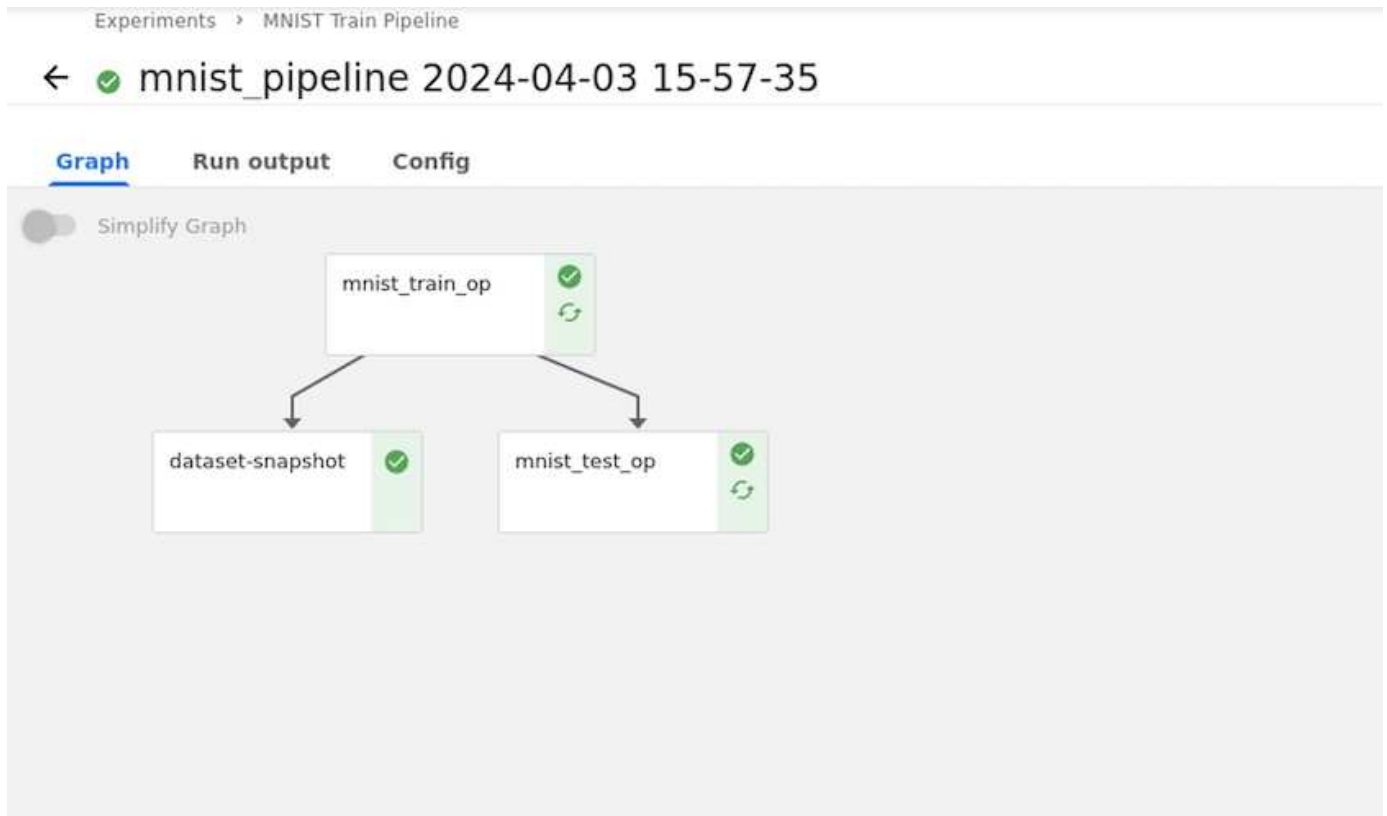 Experiments > MNIST Train Pipeline
mnist_pipeline 2024-04-03 15-57-35
Graph Run output Config
Simplify Graph
mnist_train_op
dataset-snapshot mnist_test_op